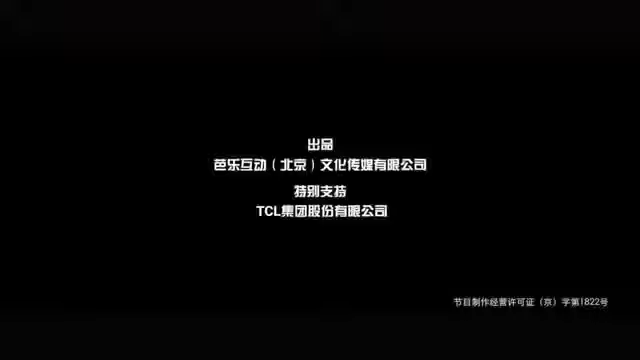 出品
芭乐互动（北京）文化传媒有限公司
特别支持
TCL集团股份有限公司
节目制作经营许可证（京）字第1822号